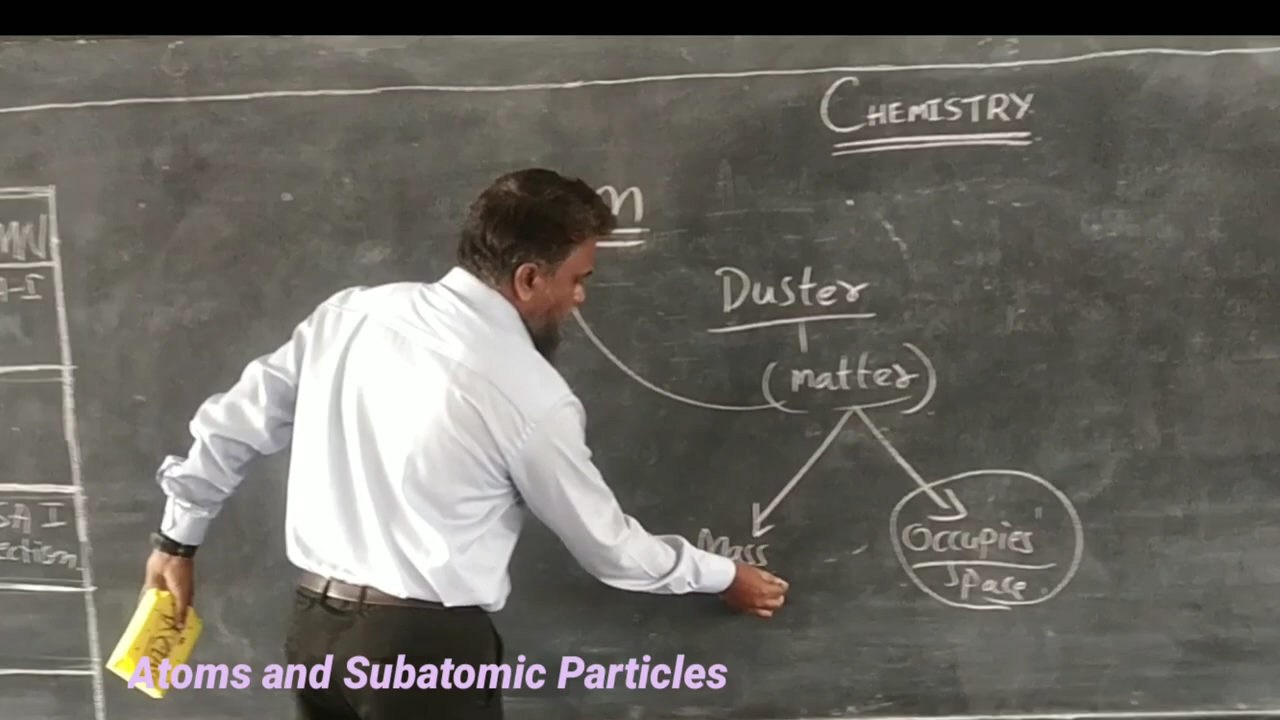 CHEMISTRY
Duster
(matter)
Mass
Occupies
Space
Atoms and Subatomic Particles